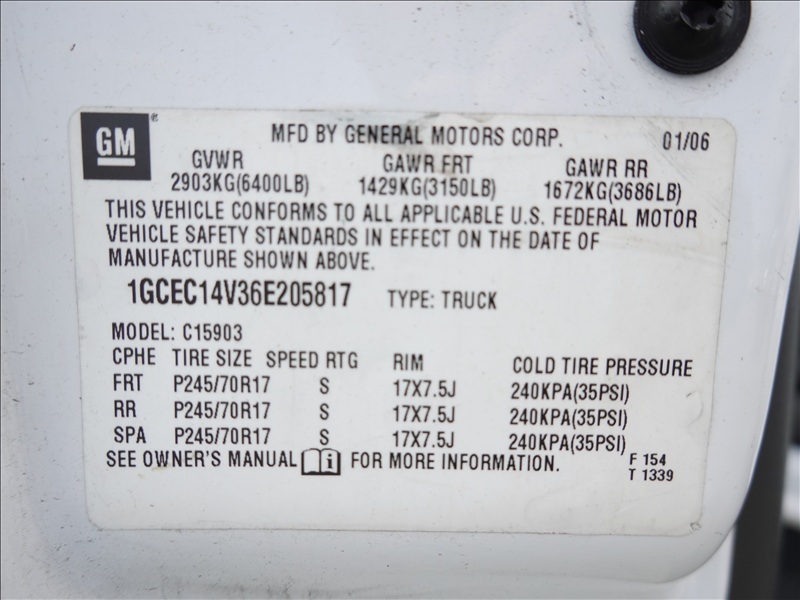 GM®
MFD BY GENERAL MOTORS CORP. 01/06
GVWR GAWR FRT GAWR RR
2903KG(6400LB) 1429KG(3150LB) 1672KG(3686LB)
THIS VEHICLE CONFORMS TO ALL APPLICABLE U.S. FEDERAL MOTOR
VEHICLE SAFETY STANDARDS IN EFFECT ON THE DATE OF
MANUFACTURE SHOWN ABOVE.
1GCEC14V36E205817 TYPE: TRUCK
MODEL: C15903
CPHE TIRE SIZE SPEED RTG RIM COLD TIRE PRESSURE
FRT P245/70R17 S 17X7.5J 240KPA(35PSI)
RR P245/70R17 S 17X7.5J 240KPA(35PSI)
SPA P245/70R17 S 17X7.5J 240KPA(35PSI)
SEE OWNER'S MANUAL i FOR MORE INFORMATION.
F 154
T 1339